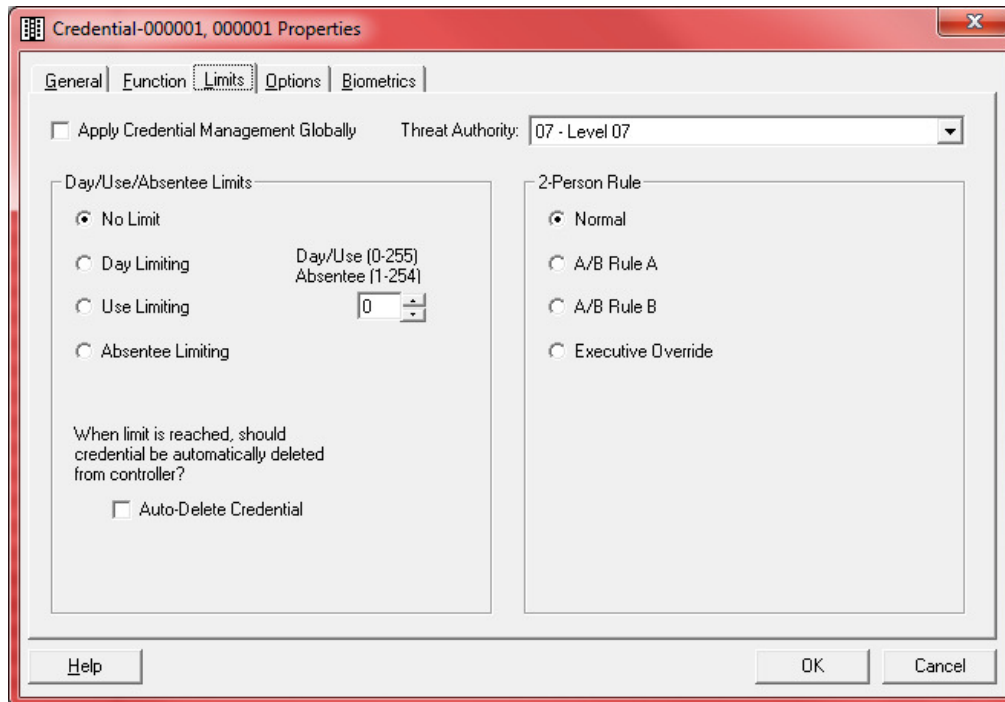 Credential-000001, 000001 Properties
General Function Limits Options Biometrics
Apply Credential Management Globally Threat Authority: 07 - Level 07
Day/Use/Absentee Limits
No Limit
Day Limiting
Day/Use (0-255)
Absentee (1-254)
Use Limiting
0
Absentee Limiting
When limit is reached, should
credential be automatically deleted
from controller?
Auto-Delete Credential
2-Person Rule
Normal
A/B Rule A
A/B Rule B
Executive Override
Help OK Cancel